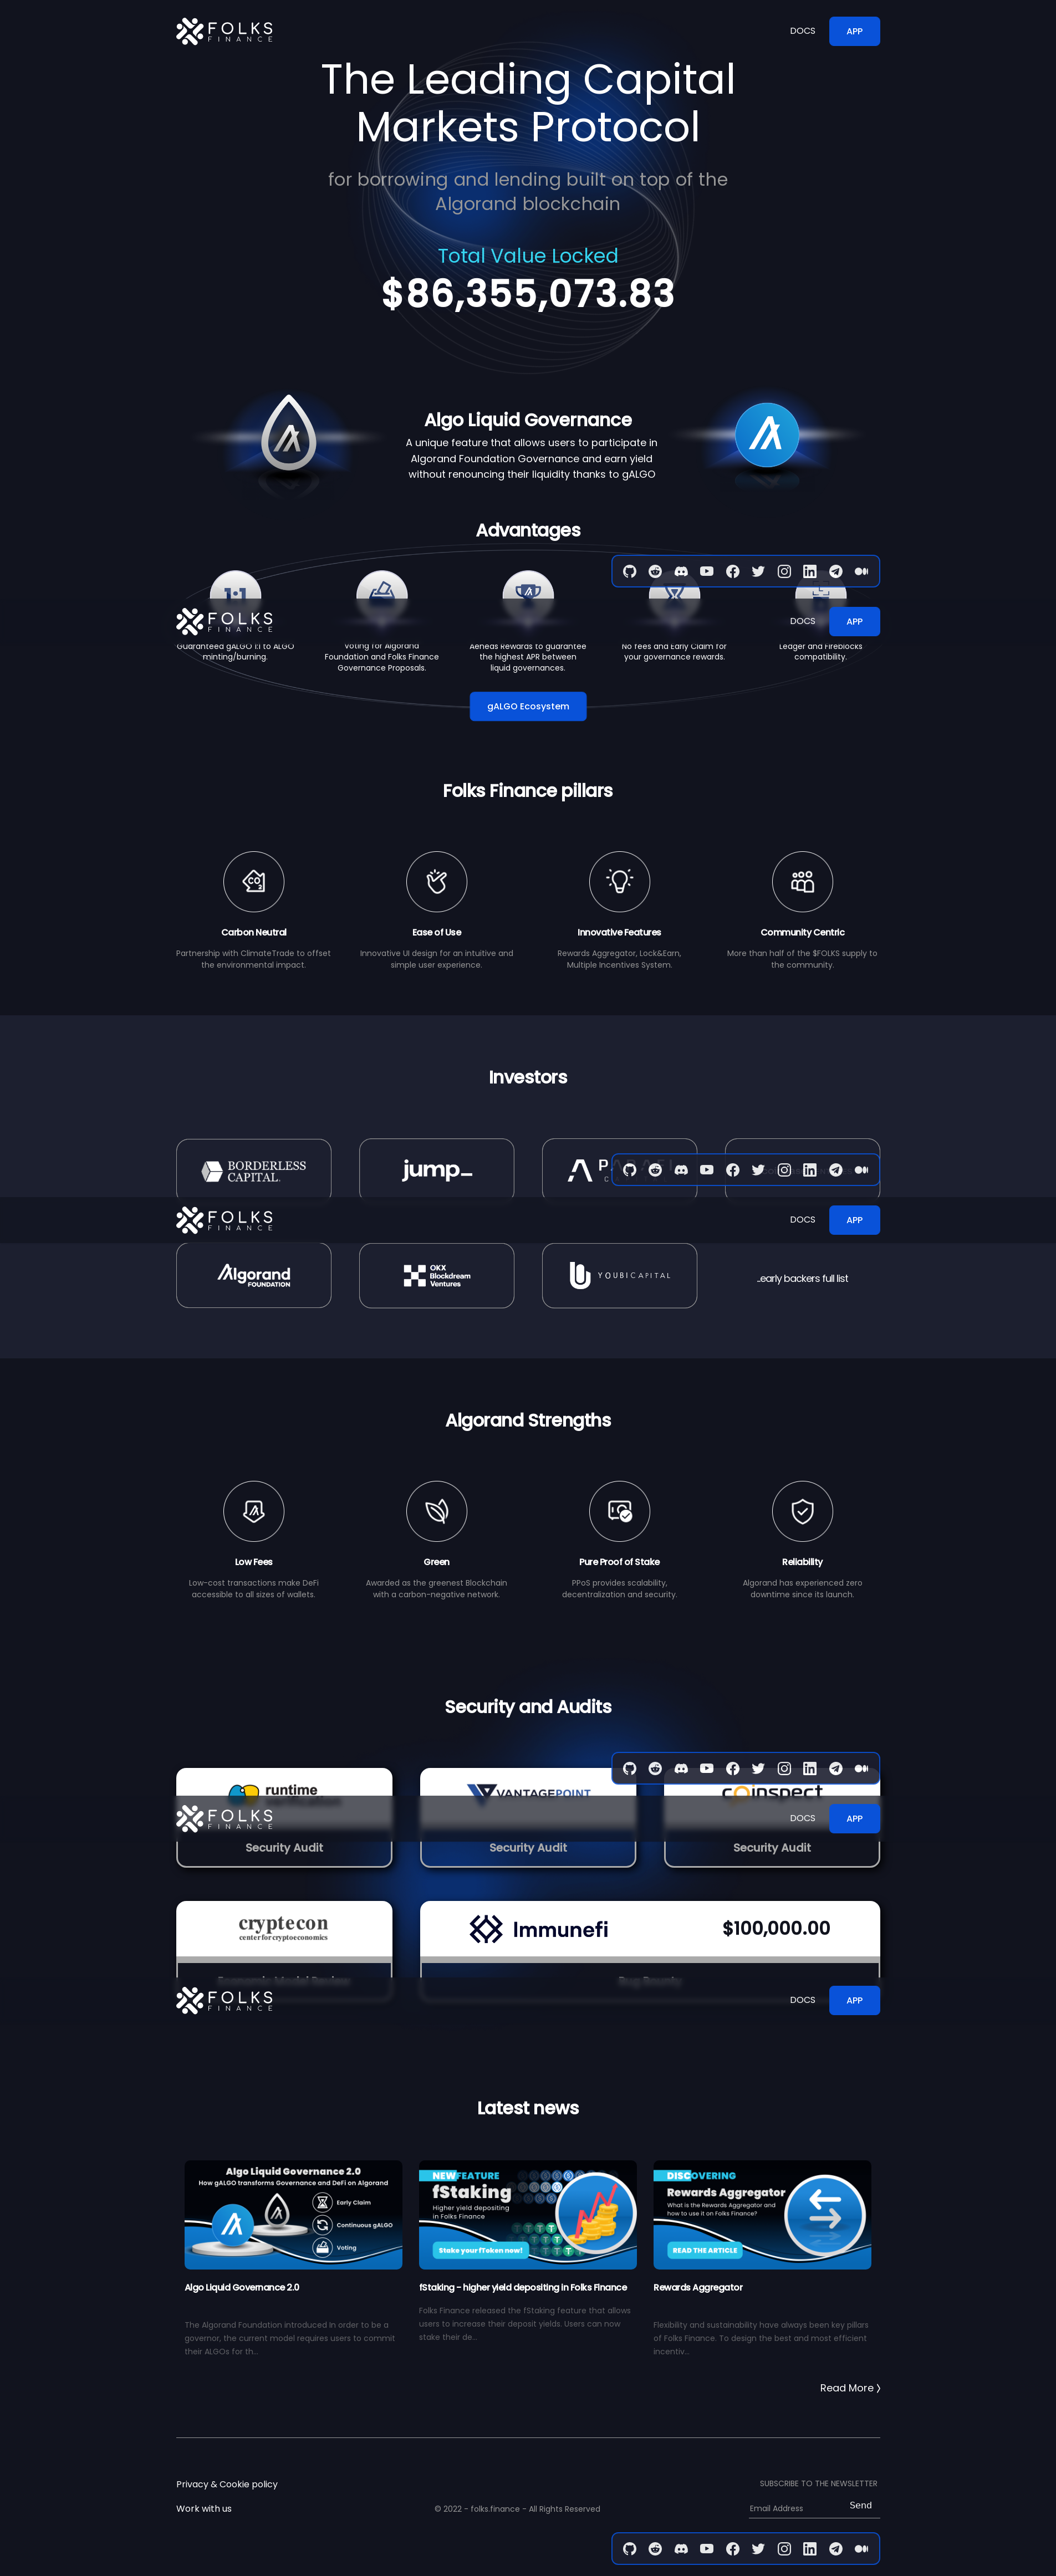 FOLKS
FINANCE
DOCS
APP
The Leading Capital
Markets Protocol
for borrowing and lending built on top of the
Algorand blockchain
Total Value Locked
$86,355,073.83
Algo Liquid Governance
A unique feature that allows users to participate in
Algorand Foundation Governance and earn yield
without renouncing their liquidity thanks to gALGO
Advantages
1:1
FOLKS
FINANCE
DOCS
APP
Guaranteed gALGO 1:1 to ALGO
minting/burning.
Voting for Algorand
Foundation and Folks Finance
Governance Proposals.
Aeneas Rewards to guarantee
the highest APR between
liquid governances.
No fees and Early Claim for
your governance rewards.
Ledger and Fireblocks
compatibility.
gALGO Ecosystem
Folks Finance pillars
CO2
Carbon Neutral
Partnership with ClimateTrade to offset
the environmental impact.
Ease of Use
Innovative UI design for an intuitive and
simple user experience.
Innovative Features
Rewards Aggregator, Lock&Earn,
Multiple Incentives System.
Community Centric
More than half of the $FOLKS supply to
the community.
Investors
BORDERLESS
CAPITAL
jump_
FOLKS
FINANCE
DOCS
APP
Algorand
FOUNDATION
OKX
Blockdream
Ventures
YOUBI CAPITAL
..early backers full list
Algorand Strengths
Low Fees
Low-cost transactions make DeFi
accessible to all sizes of wallets.
Green
Awarded as the greenest Blockchain
with a carbon-negative network.
Pure Proof of Stake
PPoS provides scalability,
decentralization and security.
Reliability
Algorand has experienced zero
downtime since its launch.
Security and Audits
runtime
verification
VANTAGEPOINT
coinspect
FOLKS
FINANCE
DOCS
APP
Security Audit
Security Audit
Security Audit
cryptecon
center for cryptoeconomics
Immunefi
$100,000.00
FOLKS
FINANCE
DOCS
APP
Latest news
Algo Liquid Governance 2.0
How gALGO transforms Governance and DeFi on Algorand
Early Claim
Continuous gALGO
Voting
Algo Liquid Governance 2.0
The Algorand Foundation introduced in order to be a
governor, the current model requires users to commit
their ALGOs for th...
NEW FEATURE
fStaking
Higher yield depositing
in Folks Finance
Stake your fToken now!
fStaking - higher yield depositing in Folks Finance
Folks Finance released the fStaking feature that allows
users to increase their deposit yields. Users can now
stake their de...
DISCOVERING
Rewards Aggregator
What is the Rewards Aggregator and
how to use it on Folks Finance?
READ THE ARTICLE
Rewards Aggregator
Flexibility and sustainability have always been key pillars
of Folks Finance. To design the best and most efficient
incentiv...
Read More
Privacy & Cookie policy
Work with us
© 2022 - folks.finance - All Rights Reserved
SUBSCRIBE TO THE NEWSLETTER
Email Address
Send